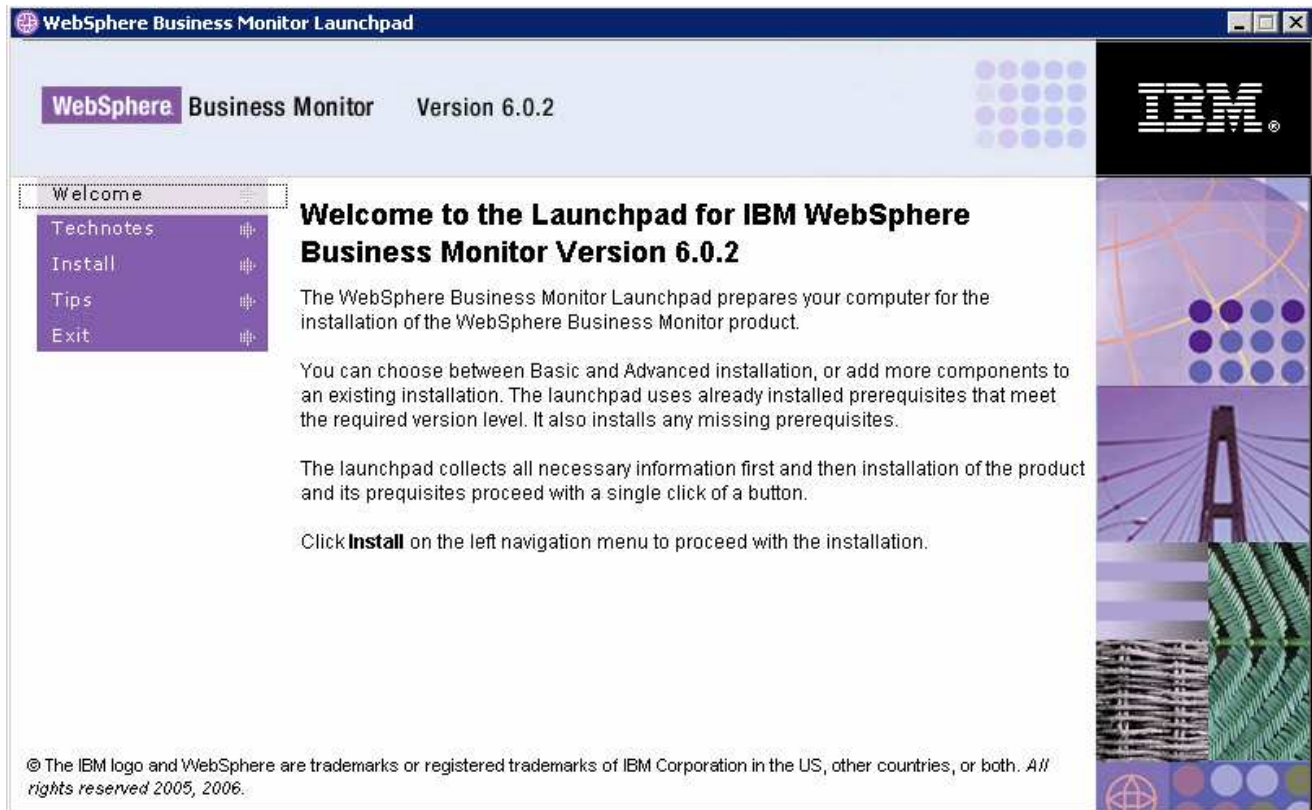 WebSphere Business Monitor Launchpad
WebSphere Business Monitor Version 6.0.2
IBM®
Welcome
Technotes
Install
Tips
Exit
Welcome to the Launchpad for IBM WebSphere
Business Monitor Version 6.0.2
The WebSphere Business Monitor Launchpad prepares your computer for the
installation of the WebSphere Business Monitor product.
You can choose between Basic and Advanced installation, or add more components to
an existing installation. The launchpad uses already installed prerequisites that meet
the required version level. It also installs any missing prerequisites.
The launchpad collects all necessary information first and then installation of the product
and its prequisites proceed with a single click of a button.
Click Install on the left navigation menu to proceed with the installation.
© The IBM logo and WebSphere are trademarks or registered trademarks of IBM Corporation in the US, other countries, or both. All
rights reserved 2005, 2006.